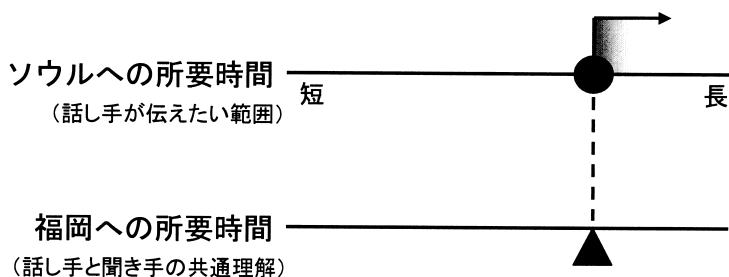 ソウルへの所要時間
(話し手が伝えたい範囲)
短
長
福岡への所要時間
(話し手と聞き手の共通理解)